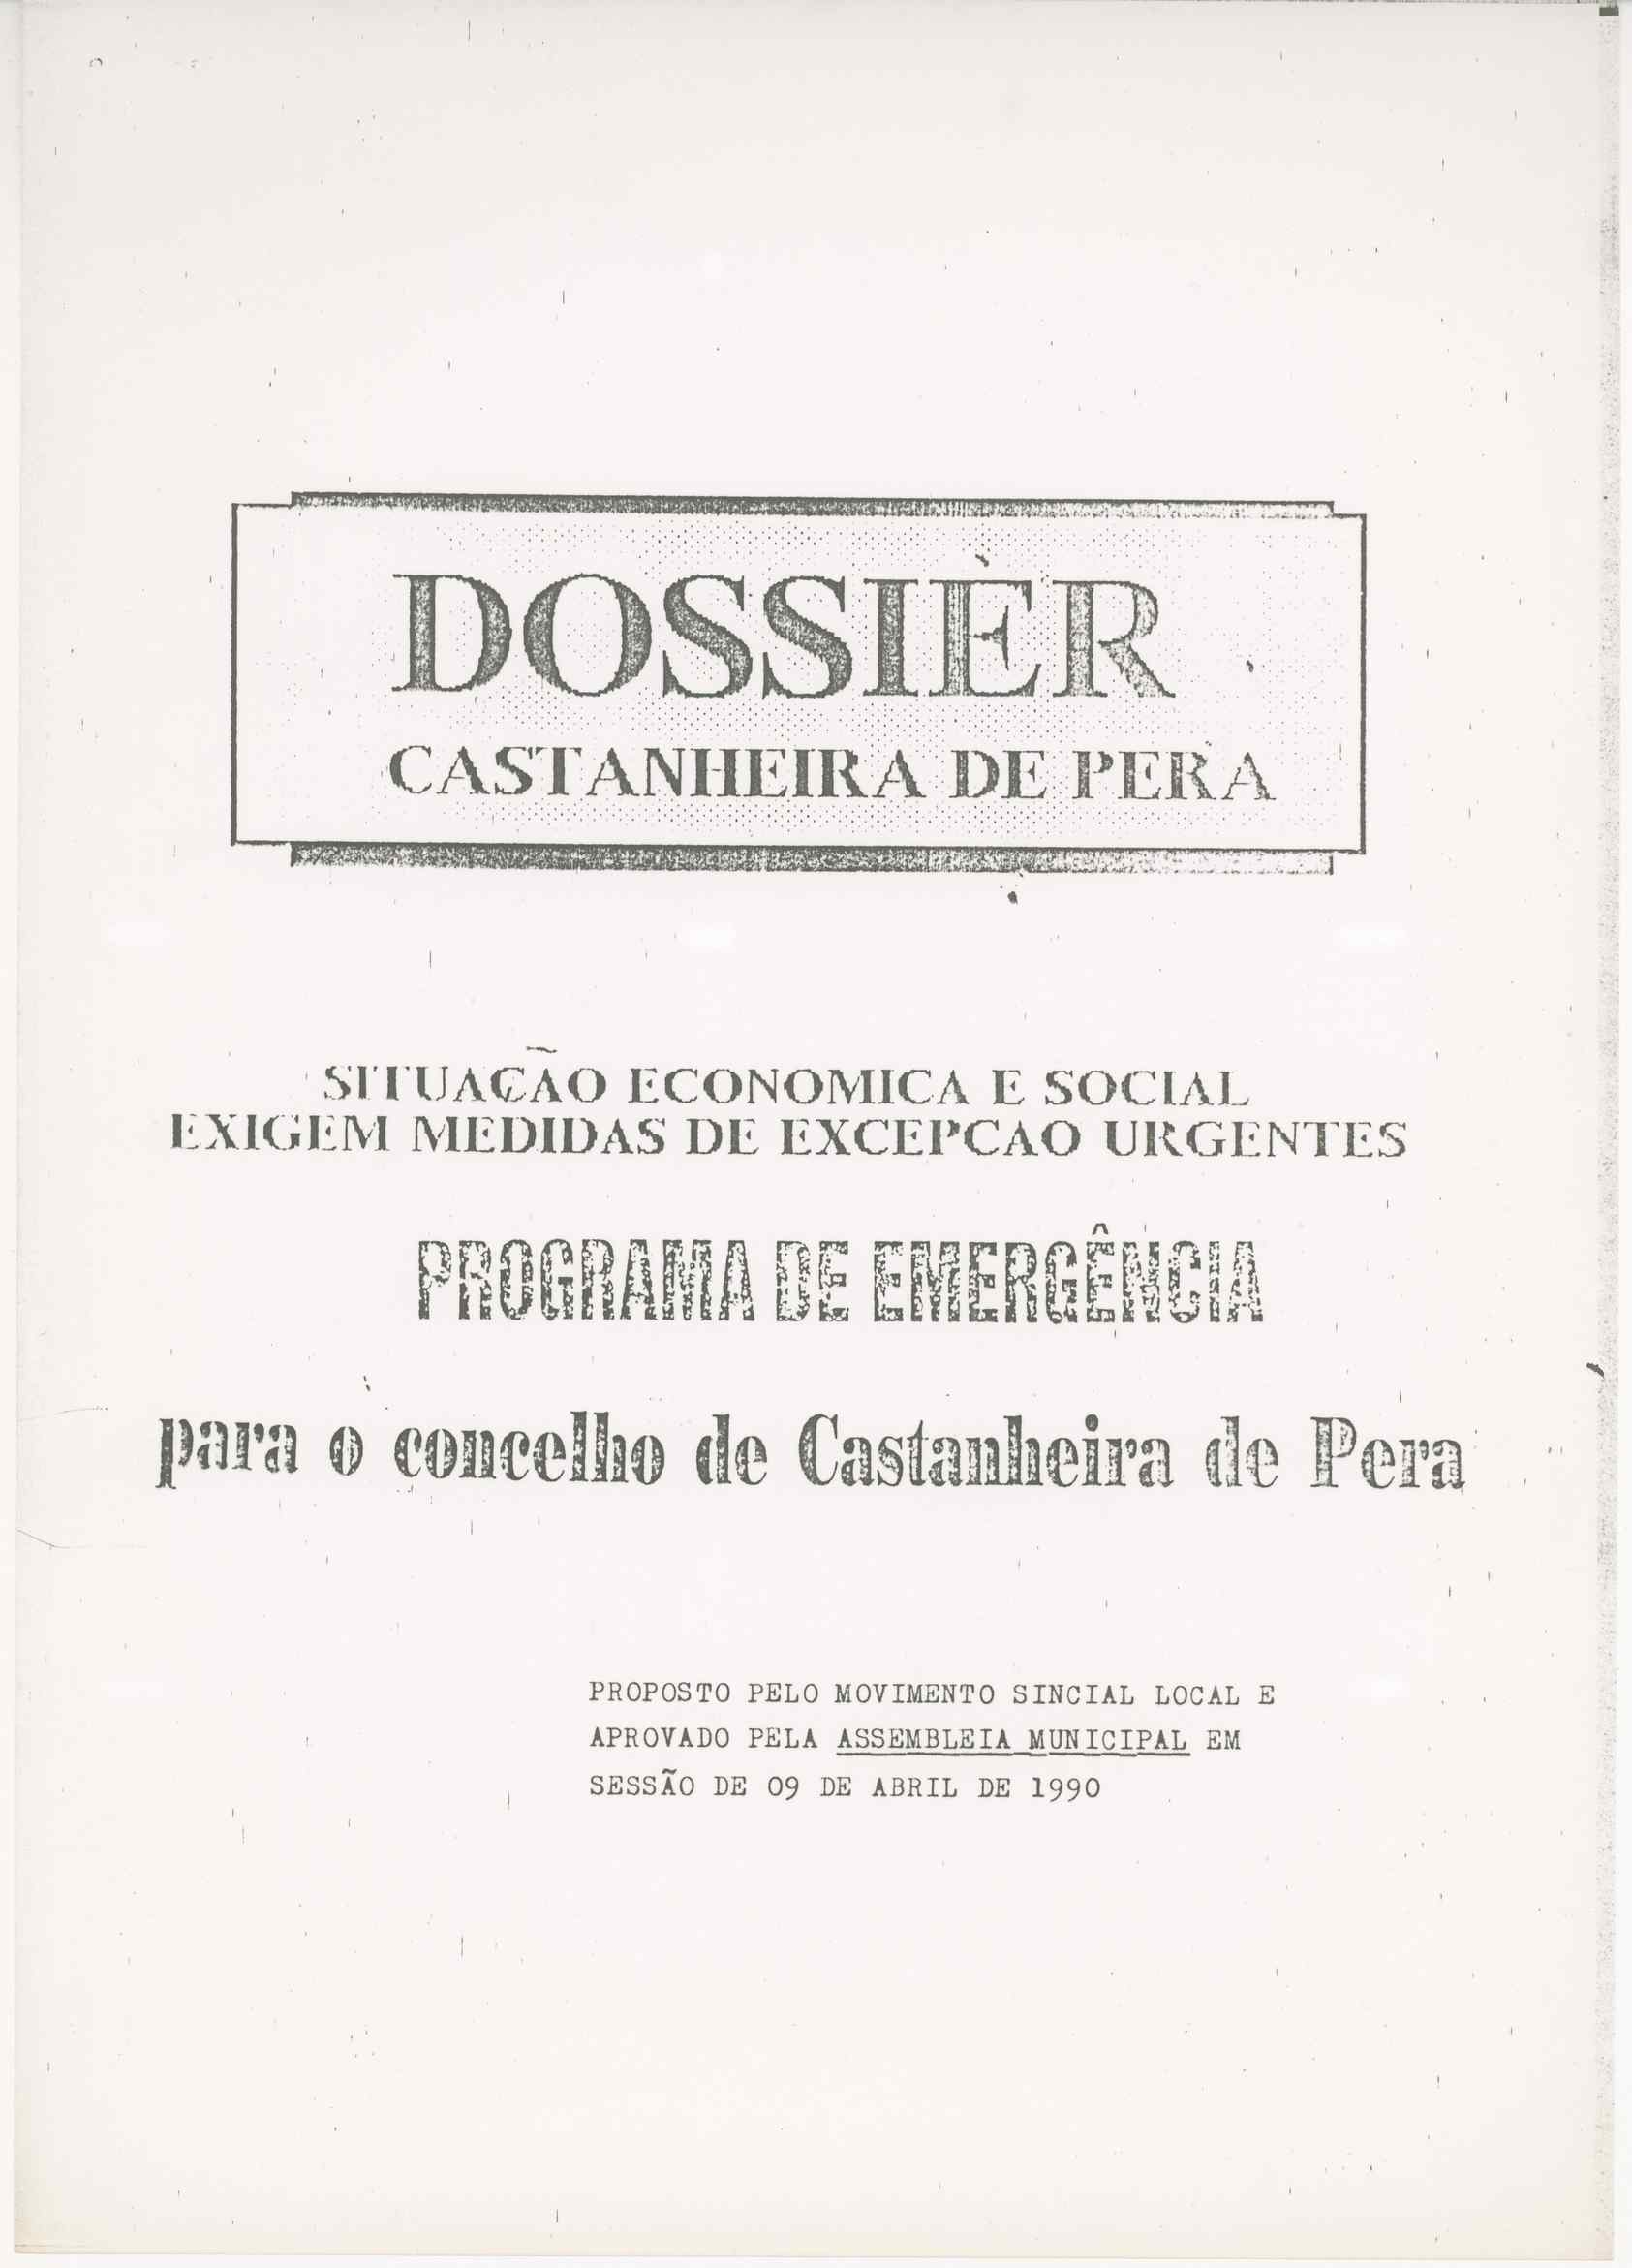 DOSSIÈR
CASTANHEIRA DE PERA
SITUAÇÃO ECONOMICA E SOCIAL
EXIGEM MEDIDAS DE EXCEPCAO URGENTES
PROGRAMA DE EMERGÊNCIA
para o concelho de Castanheira de Pera
PROPOSTO PELO MOVIMENTO SINCIAL LOCAL E
APROVADO PELA ASSEMBLEIA MUNICIPAL EM
SESSÃO DE 09 DE ABRIL DE 1990